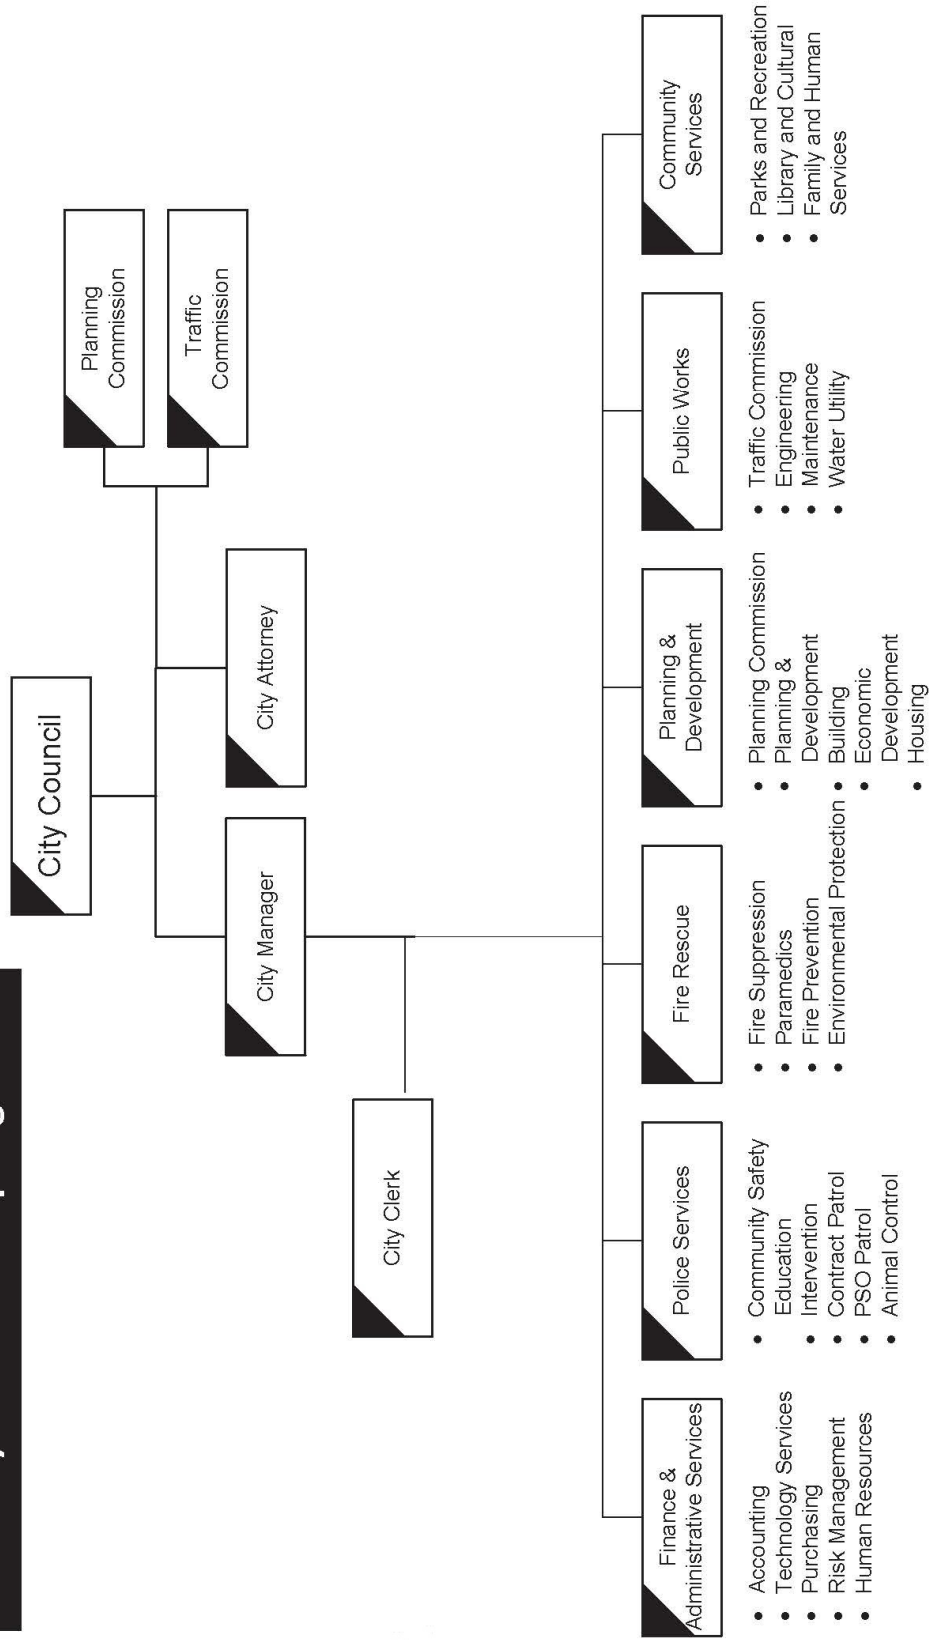 City Council
Planning
Commission
Traffic
Commission
City Manager
City Attorney
City Clerk
Finance &
Administrative Services
Police Services
Fire Rescue
Planning &
Development
Public Works
Community
Services
• Accounting
• Technology Services
• Purchasing
• Risk Management
• Human Resources
• Community Safety
Education
• Intervention
• Contract Patrol
• PSO Patrol
• Animal Control
• Fire Suppression
• Paramedics
• Fire Prevention
• Environmental Protection
• Planning Commission
• Planning &
Development
• Building
• Economic
Development
• Housing
• Traffic Commission
• Engineering
• Maintenance
• Water Utility
• Parks and Recreation
• Library and Cultural
• Family and Human
Services